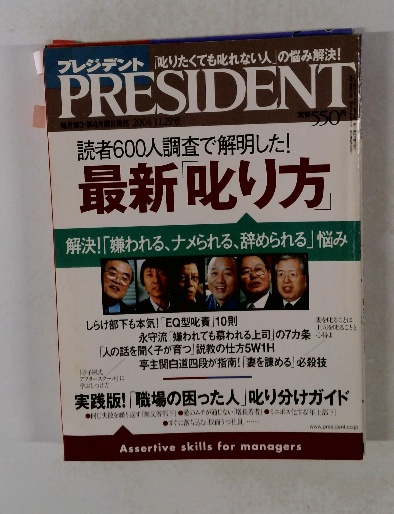 「叱りたくても叱れない人」の悩み解決!
プレジデント
PRESIDENT
2004 11.29号
550円
読者600人調査で解明した!
最新「叱り方」
解決!「嫌われる、ナメられる、辞められる」悩み
しらけ部下も本気!「EQ型叱責」10則
永守流「嫌われても慕われる上司」の7カ条
「人の話を聞く子が育つ」説教の仕方5W1H
亭主関白道四段が指南!「妻を諫める」必殺技
実践版!「職場の困った人」叱り分けガイド
www.president.co.jp
Assertive skills for managers